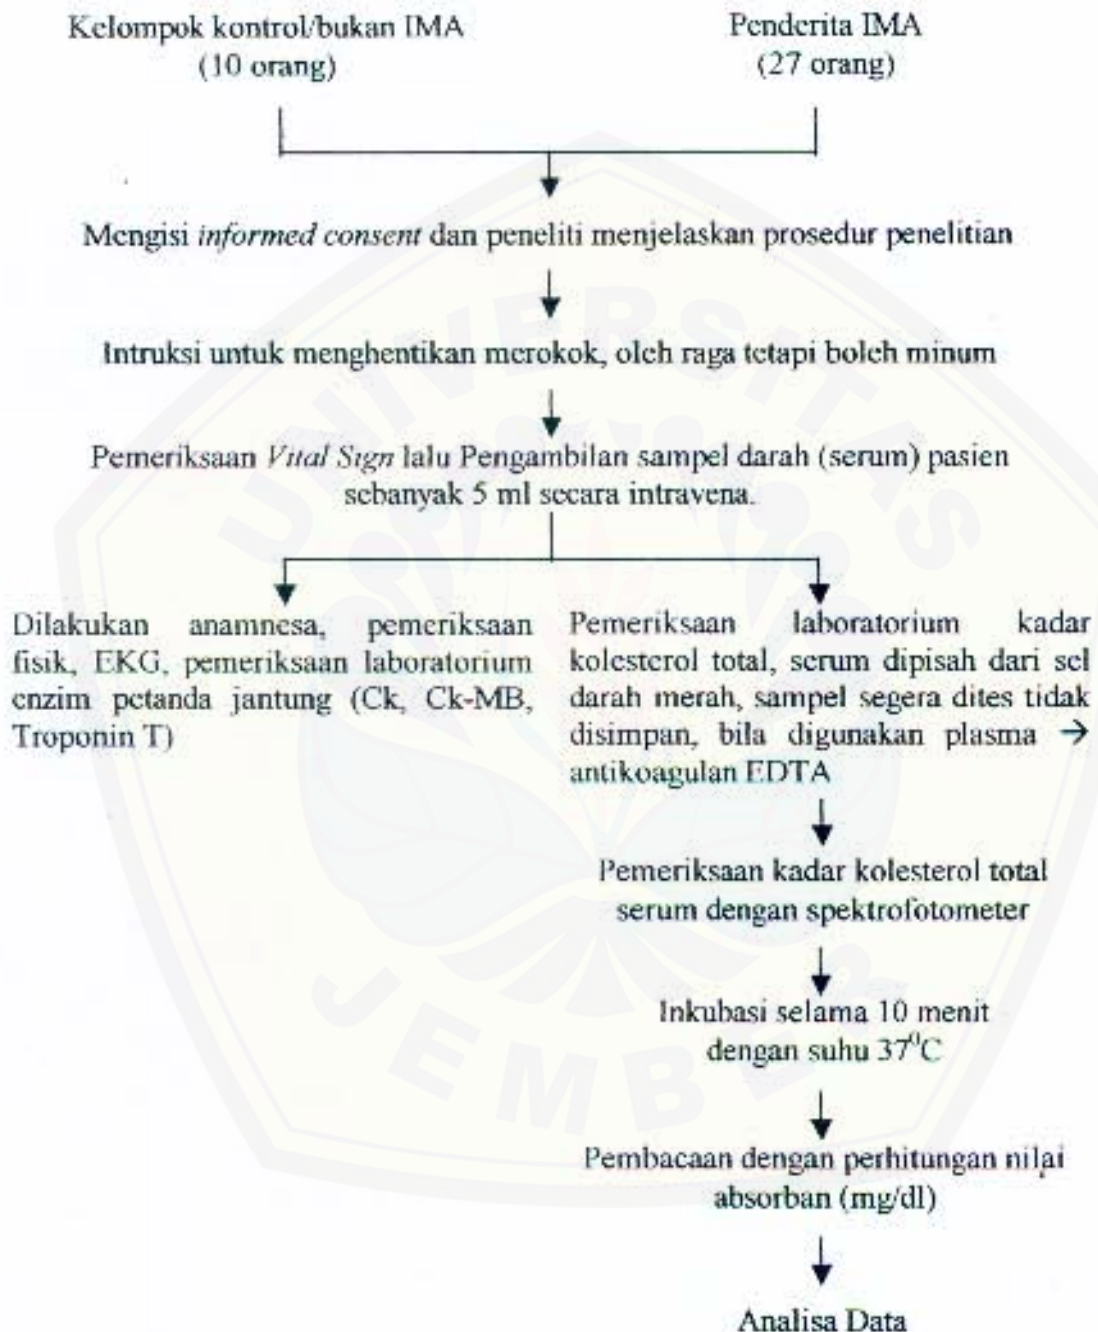 Kelompok kontrol/bukan IMA
(10 orang)
Penderita IMA
(27 orang)
Mengisi informed consent dan peneliti menjelaskan prosedur penelitian
Intruksi untuk menghentikan merokok, oleh raga tetapi boleh minum
Pemeriksaan Vital Sign lalu Pengambilan sampel darah (serum) pasien
sebanyak 5 ml secara intravena.
Dilakukan anamnesa, pemeriksaan
fisik, EKG, pemeriksaan laboratorium
enzim petanda jantung (Ck, Ck-MB,
Troponin T)
Pemeriksaan laboratorium kadar
kolesterol total, serum dipisah dari sel
darah merah, sampel segera dites tidak
disimpan, bila digunakan plasma →
antikoagulan EDTA
Pemeriksaan kadar kolesterol total
serum dengan spektrofotometer
Inkubasi selama 10 menit
dengan suhu 37⁰C
Pembacaan dengan perhitungan nilai
absorban (mg/dl)
Analisa Data
UNIVERSITAS
JEMBER